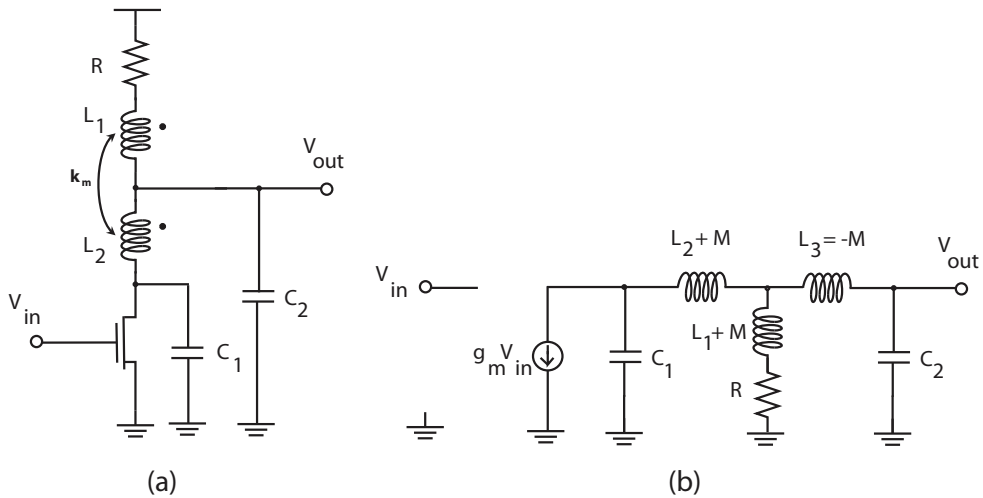 R
L1
km
L2
Vin
C1
C2
Vout
(a)
Vin
gmVin
C1
L2 + M
L1 + M
R
L3 = -M
C2
Vout
(b)